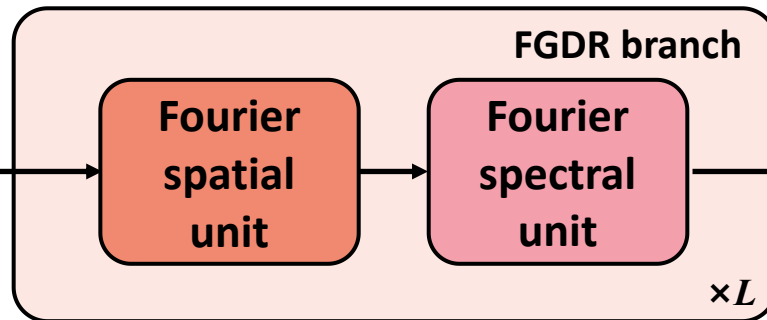 FGDR branch
Fourier
spatial
unit
Fourier
spectral
unit
×L